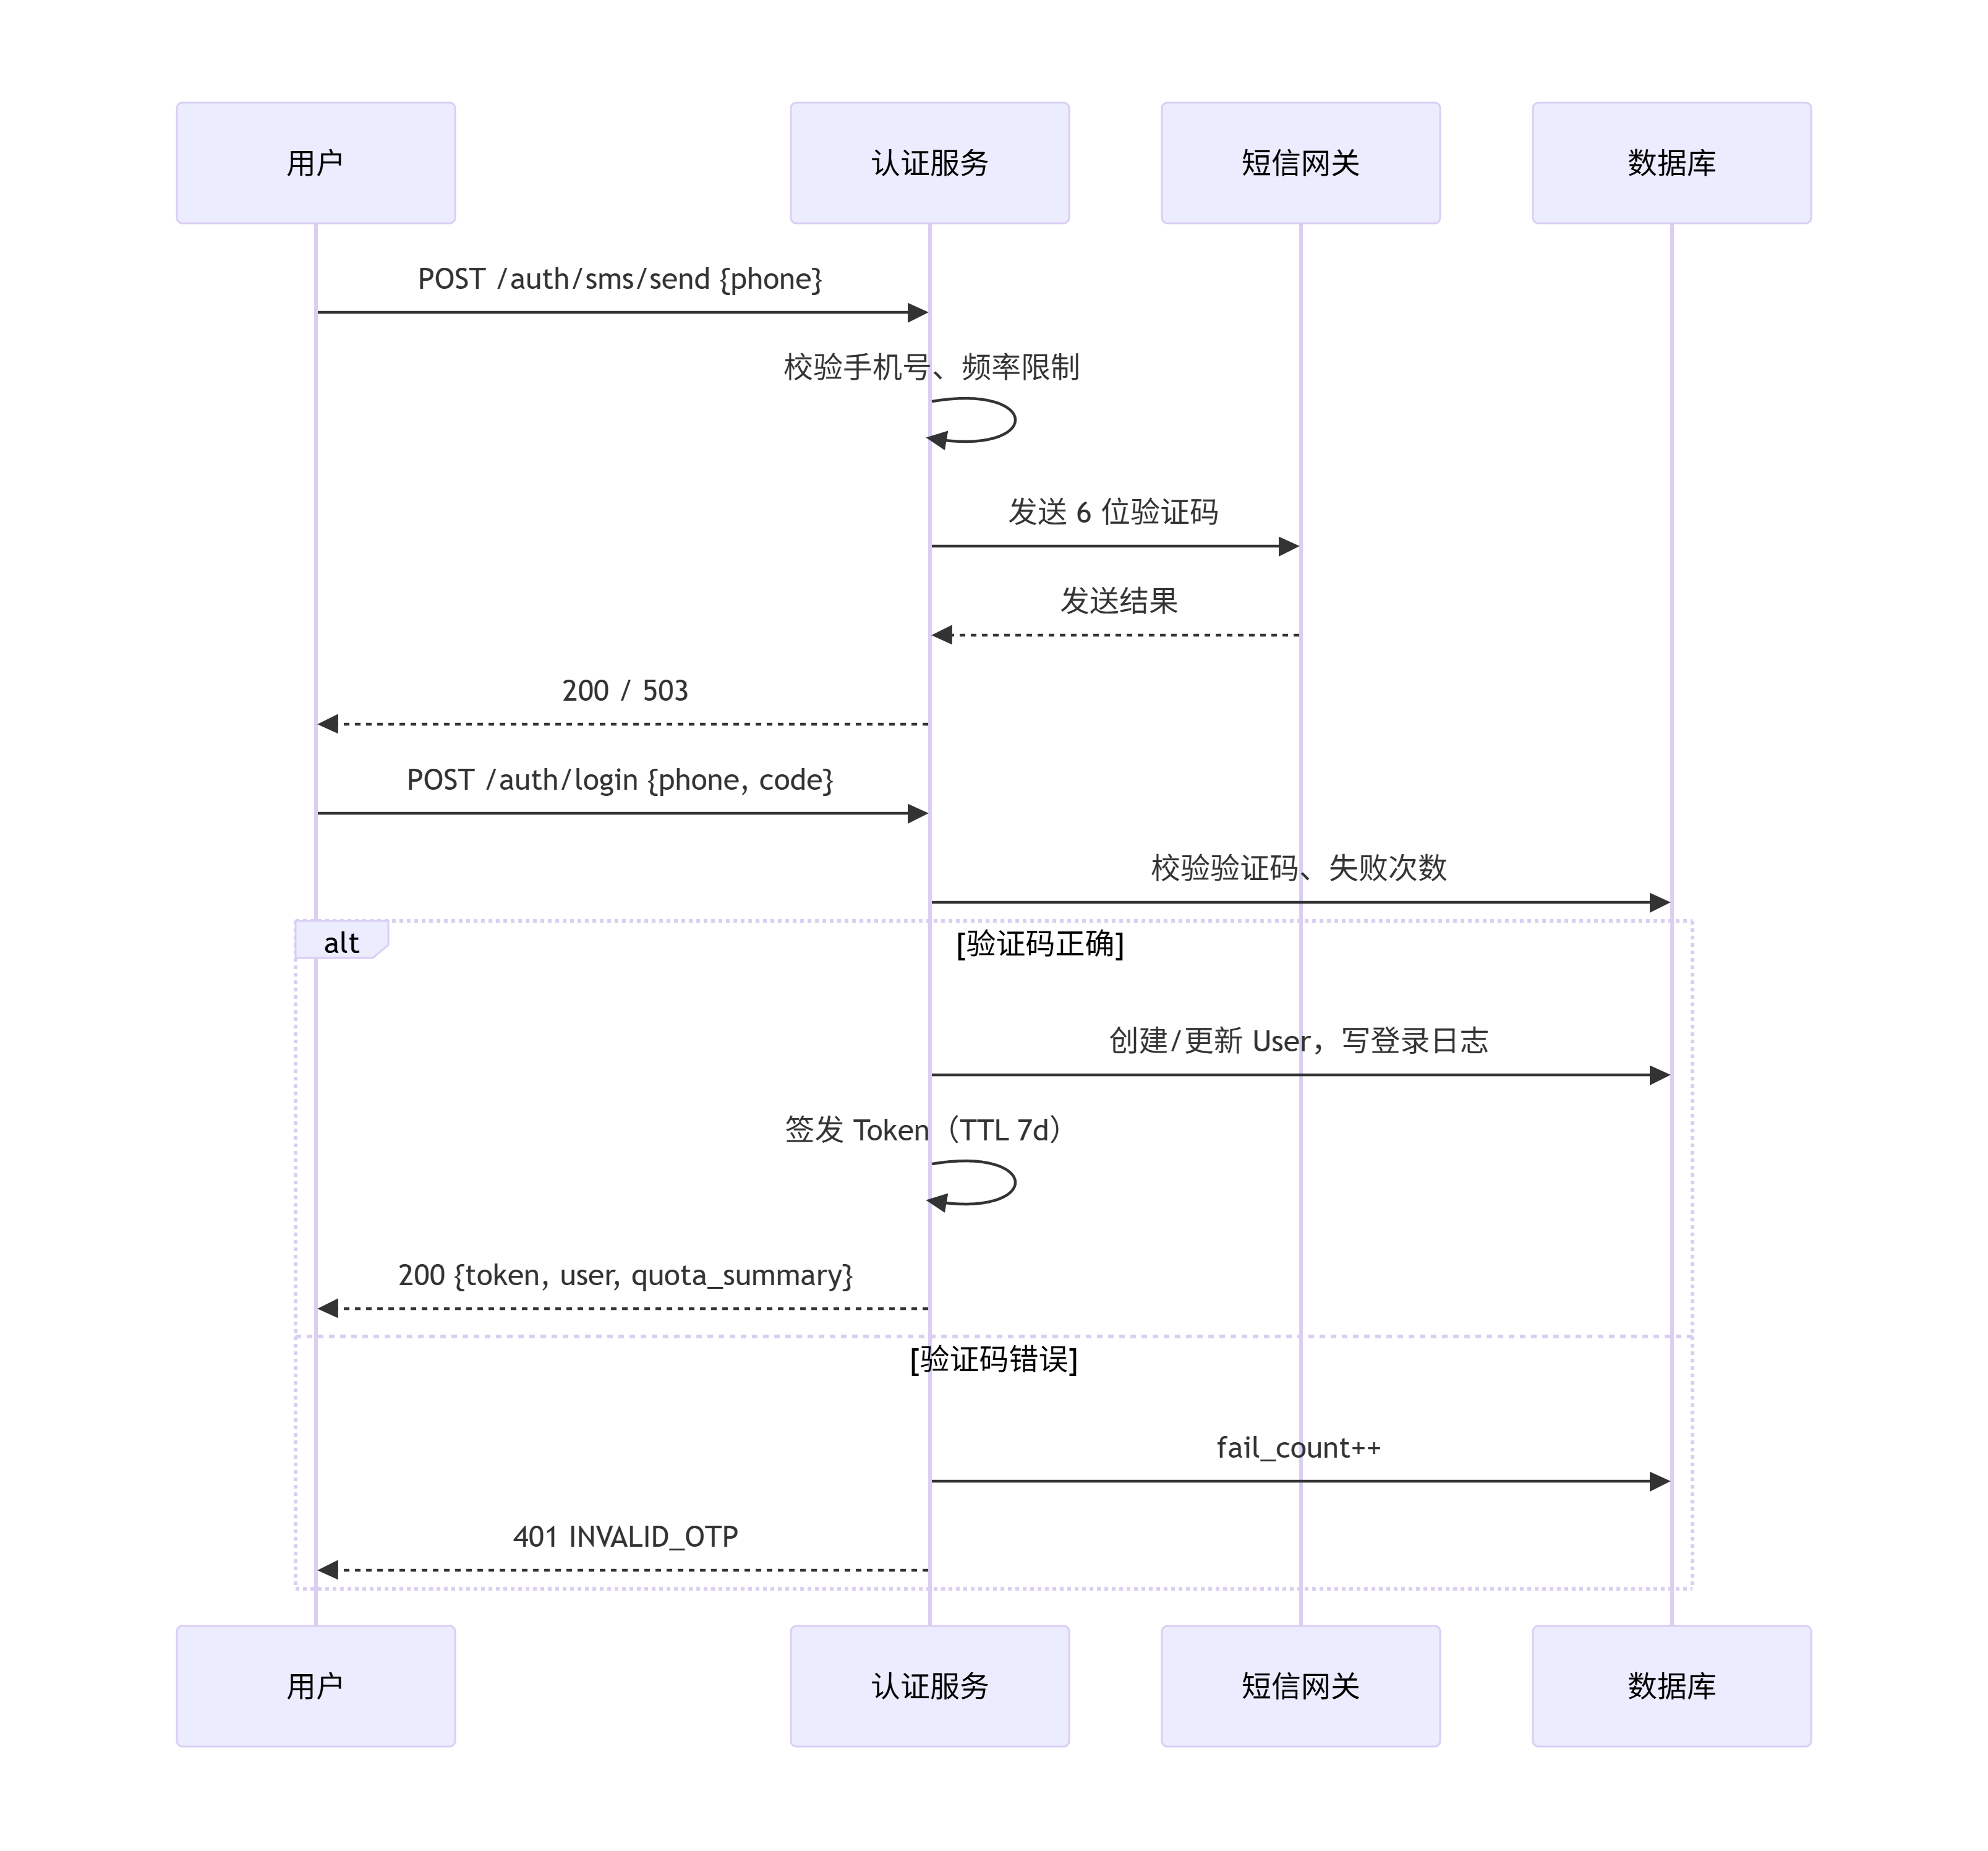 用户
认证服务
短信网关
数据库
POST /auth/sms/send {phone}
校验手机号、频率限制
发送 6 位验证码
发送结果
200 / 503
POST /auth/login {phone, code}
校验验证码、失败次数
alt
[验证码正确]
创建/更新 User，写登录日志
签发 Token（TTL 7d）
200 {token, user, quota_summary}
[验证码错误]
fail_count++
401 INVALID_OTP
用户
认证服务
短信网关
数据库